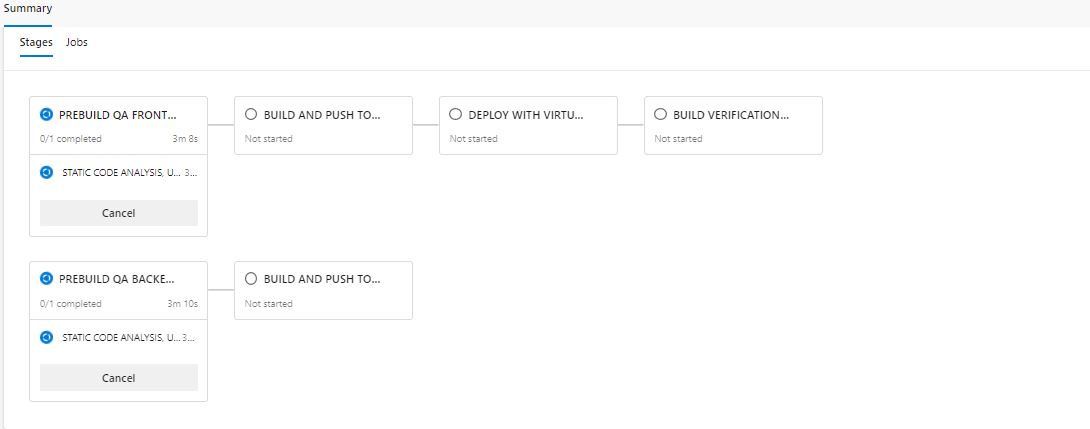 Summary
Stages Jobs
PREBUILD QA FRONT... BUILD AND PUSH TO... DEPLOY WITH VIRTU... BUILD VERIFICATION...
0/1 completed 3m 8s Not started Not started Not started
STATIC CODE ANALYSIS, U... 3...
Cancel
PREBUILD QA BACKE... BUILD AND PUSH TO...
0/1 completed 3m 10s Not started
STATIC CODE ANALYSIS, U... 3...
Cancel